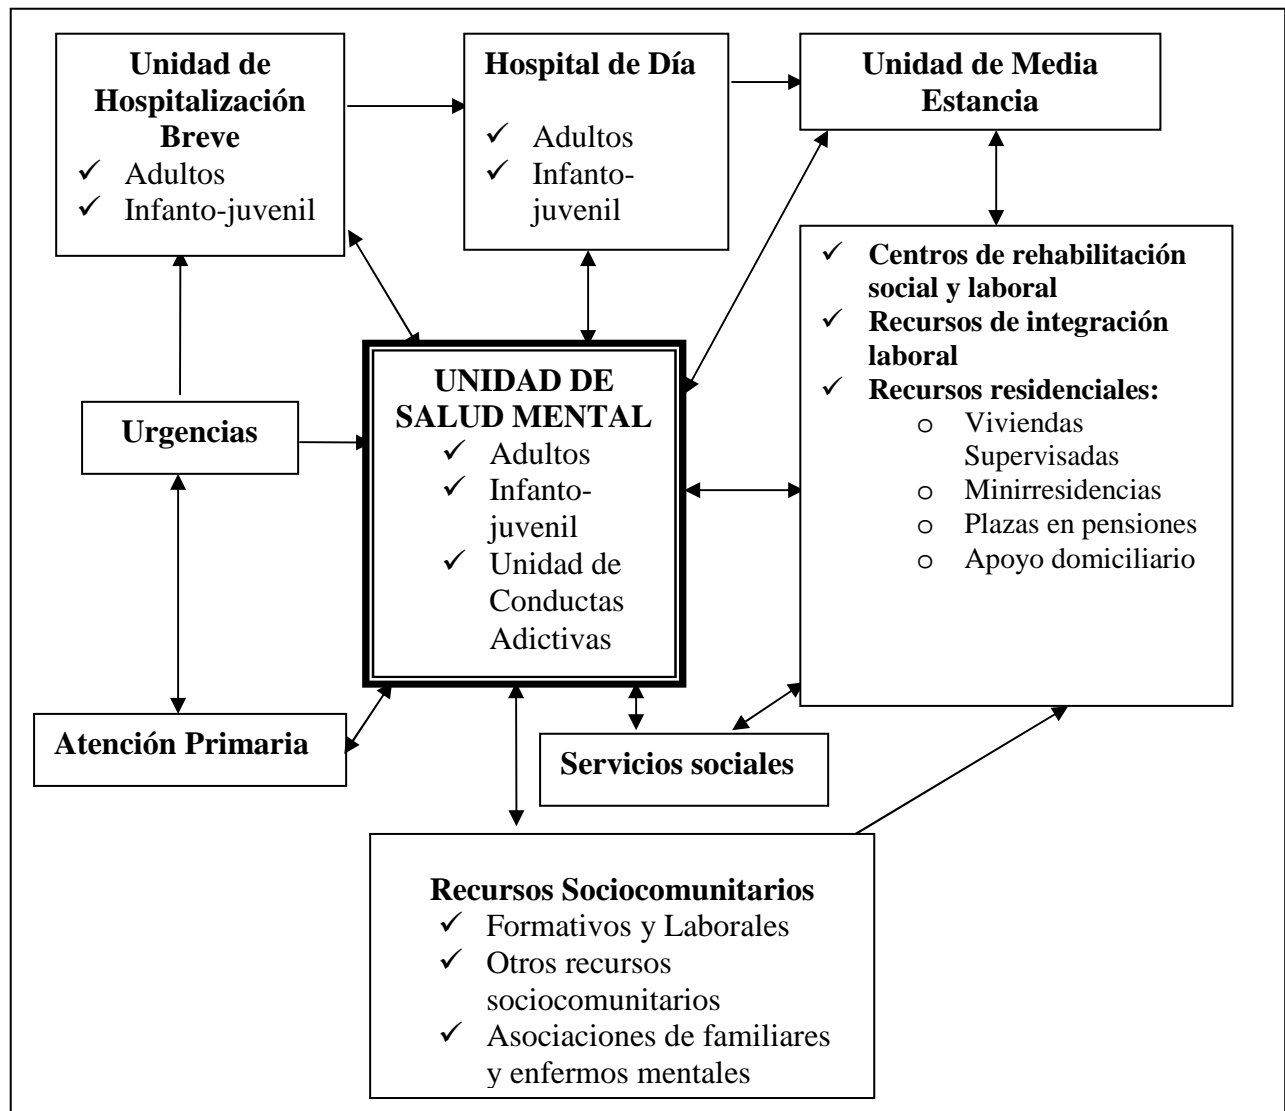 Unidad de
Hospitalización
Breve
✓ Adultos
✓ Infanto-juvenil
Hospital de Día
✓ Adultos
✓ Infanto-
juvenil
Unidad de Media
Estancia
✓ Centros de rehabilitación
social y laboral
✓ Recursos de integración
laboral
✓ Recursos residenciales:
o Viviendas
Supervisadas
o Minirresidencias
o Plazas en pensiones
o Apoyo domiciliario
UNIDAD DE
SALUD MENTAL
✓ Adultos
✓ Infanto-
juvenil
✓ Unidad de
Conductas
Adictivas
Urgencias
Atención Primaria
Servicios sociales
Recursos Sociocomunitarios
✓ Formativos y Laborales
✓ Otros recursos
sociocomunitarios
✓ Asociaciones de familiares
y enfermos mentales